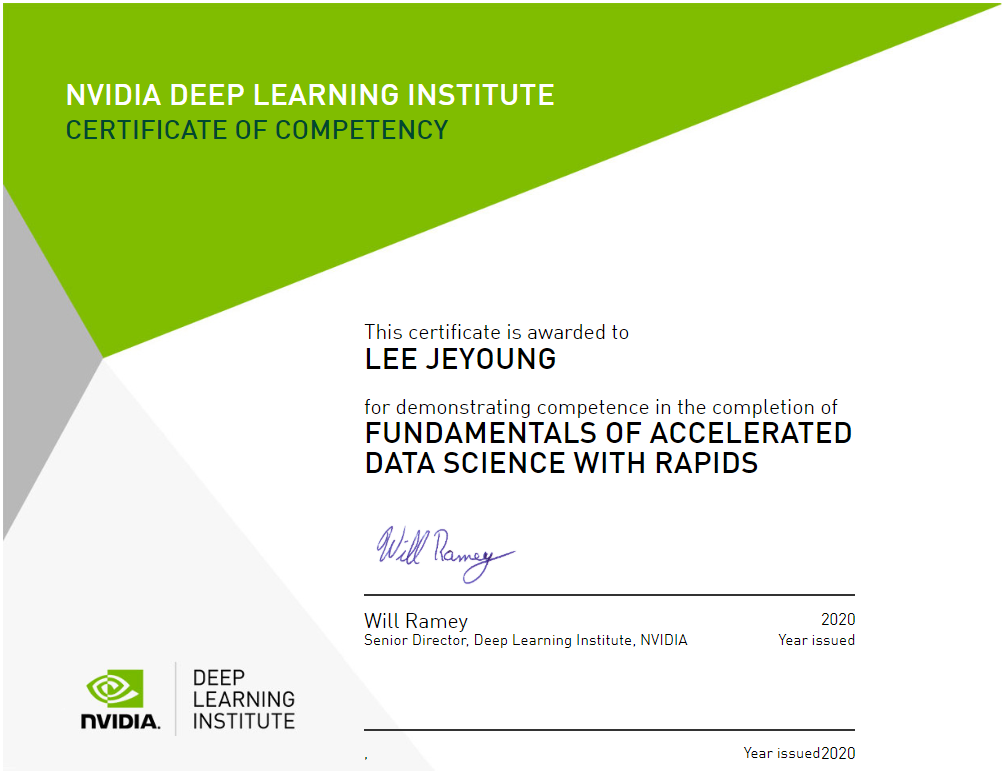 NVIDIA DEEP LEARNING INSTITUTE
CERTIFICATE OF COMPETENCY
This certificate is awarded to
LEE JEYOUNG
for demonstrating competence in the completion of
FUNDAMENTALS OF ACCELERATED
DATA SCIENCE WITH RAPIDS
Will Ramey
Will Ramey
2020
Senior Director, Deep Learning Institute, NVIDIA
Year issued
NVIDIA.
DEEP
LEARNING
INSTITUTE
,
Year issued2020